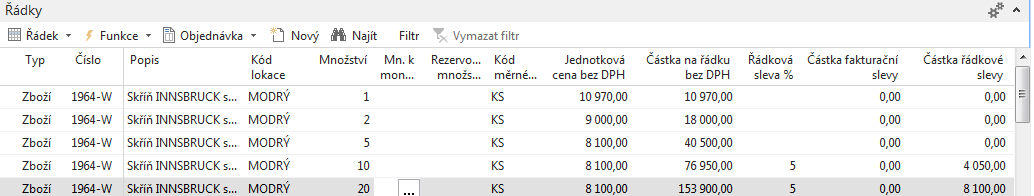 Řádky
Řádek Funkce Objednávka Nový Najít Filtr Vymazat filtr
Typ Číslo Popis Kód lokace Množství Mn. k mon... Rezervo... množs... Kód měrné... Jednotková cena bez DPH Částka na řádku bez DPH Řádková sleva % Částka fakturační slevy Částka řádkové slevy
Zboží 1964-W Skříň INNSBRUCK s... MODRÝ 1 KS 10 970,00 10 970,00 0,00 0,00
Zboží 1964-W Skříň INNSBRUCK s... MODRÝ 2 KS 9 000,00 18 000,00 0,00 0,00
Zboží 1964-W Skříň INNSBRUCK s... MODRÝ 5 KS 8 100,00 40 500,00 0,00 0,00
Zboží 1964-W Skříň INNSBRUCK s... MODRÝ 10 KS 8 100,00 76 950,00 5 0,00 4 050,00
Zboží 1964-W Skříň INNSBRUCK s... MODRÝ 20 ... KS 8 100,00 153 900,00 5 0,00 8 100,00